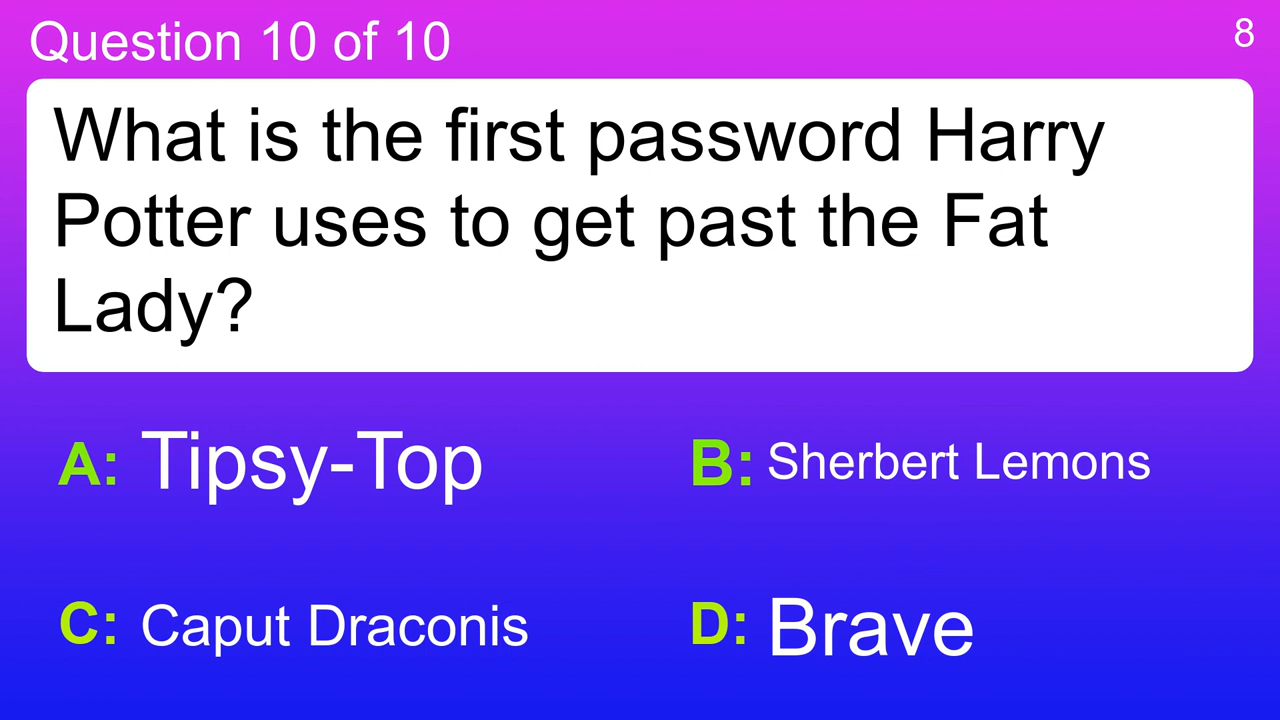 Question 10 of 10
8
What is the first password Harry
Potter uses to get past the Fat
Lady?
A: Tipsy-Top
B: Sherbert Lemons
C: Caput Draconis
D: Brave